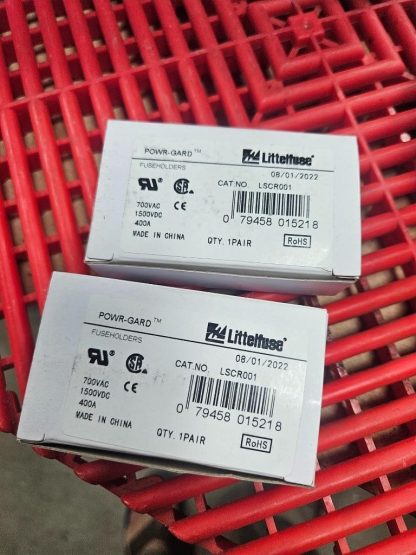 POWR-GARD™
Littelfuse®
FUSEHOLDERS
08/01/2022
CAT.NO. LSCR001
700VAC
1500VDC
400A
CE
0 79458 015218
MADE IN CHINA
QTY. 1PAIR
RoHS
POWR-GARD™
Littelfuse®
FUSEHOLDERS
08/01/2022
CAT.NO. LSCR001
700VAC
1500VDC
400A
CE
0 79458 015218
MADE IN CHINA
QTY. 1PAIR
RoHS